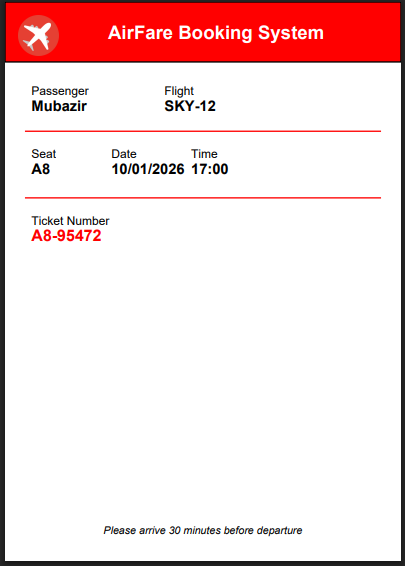 AirFare Booking System
Passenger Flight
Mubazir SKY-12
Seat Date Time
A8 10/01/2026 17:00
Ticket Number
A8-95472
Please arrive 30 minutes before departure